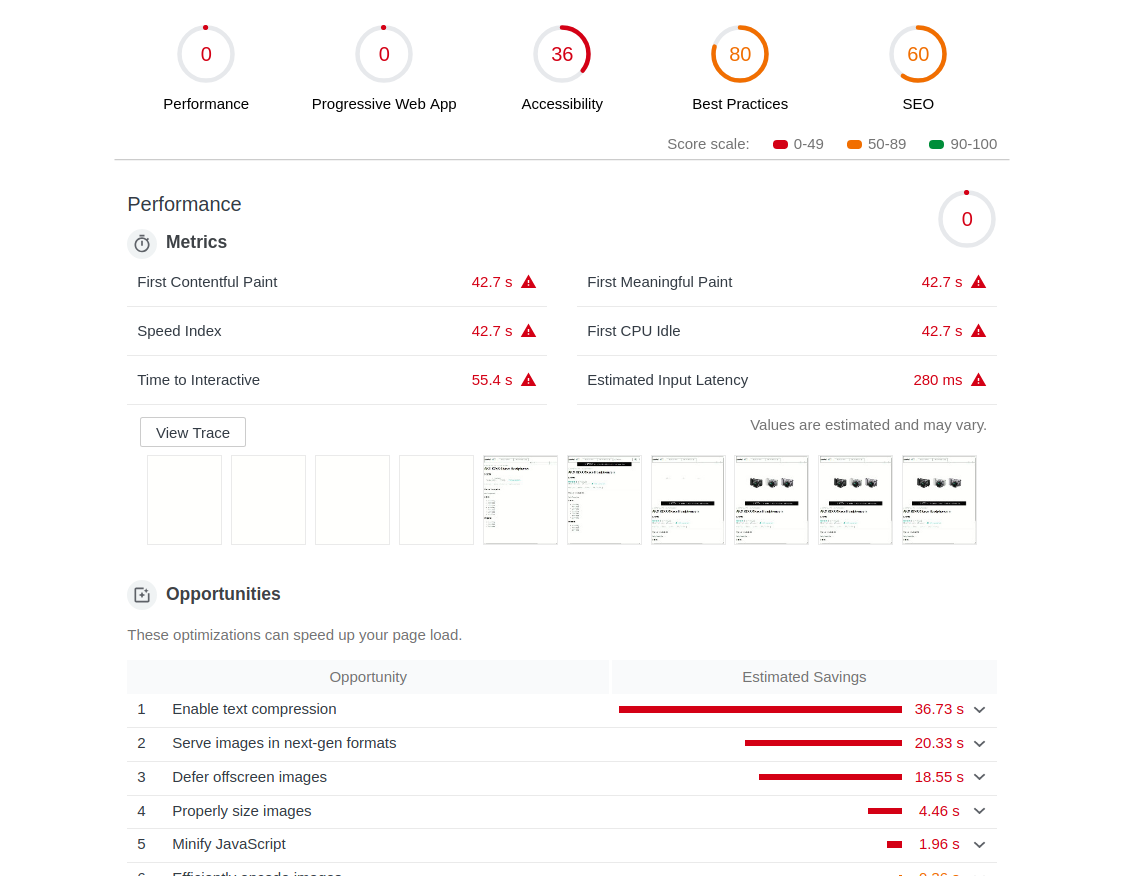 0 0 36 80 60
Performance Progressive Web App Accessibility Best Practices SEO
Score scale: 0-49 50-89 90-100
Performance
0
Metrics
First Contentful Paint 42.7 s First Meaningful Paint 42.7 s
Speed Index 42.7 s First CPU Idle 42.7 s
Time to Interactive 55.4 s Estimated Input Latency 280 ms
View Trace Values are estimated and may vary.
Opportunities
These optimizations can speed up your page load.
Opportunity Estimated Savings
1 Enable text compression 36.73 s
2 Serve images in next-gen formats 20.33 s
3 Defer offscreen images 18.55 s
4 Properly size images 4.46 s
5 Minify JavaScript 1.96 s